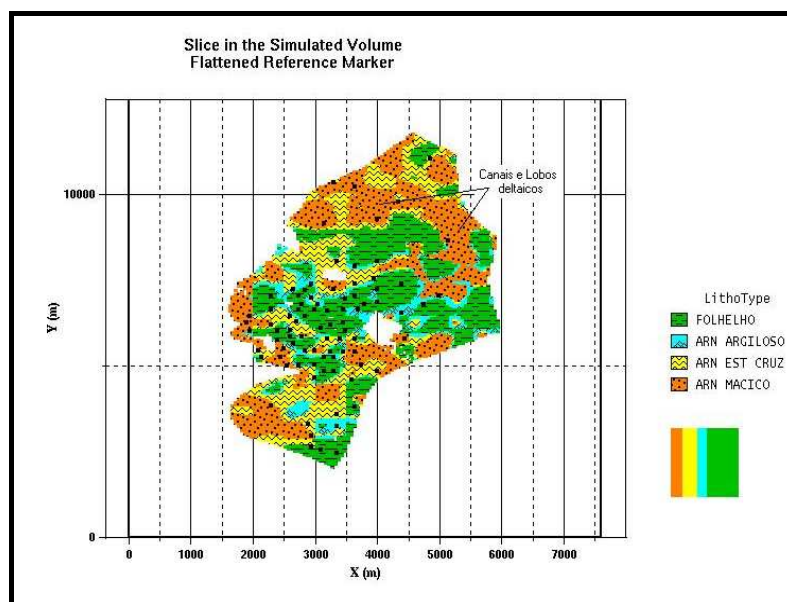 Slice in the Simulated Volume
Flattened Reference Marker
Canais e Lobos
deltaicos
10000
0
Y (m)
0 1000 2000 3000 4000 5000 6000 7000
X (m)
LithoType
FOLHELHO
ARN ARGILOSO
ARN EST CRUZ
ARN MACICO